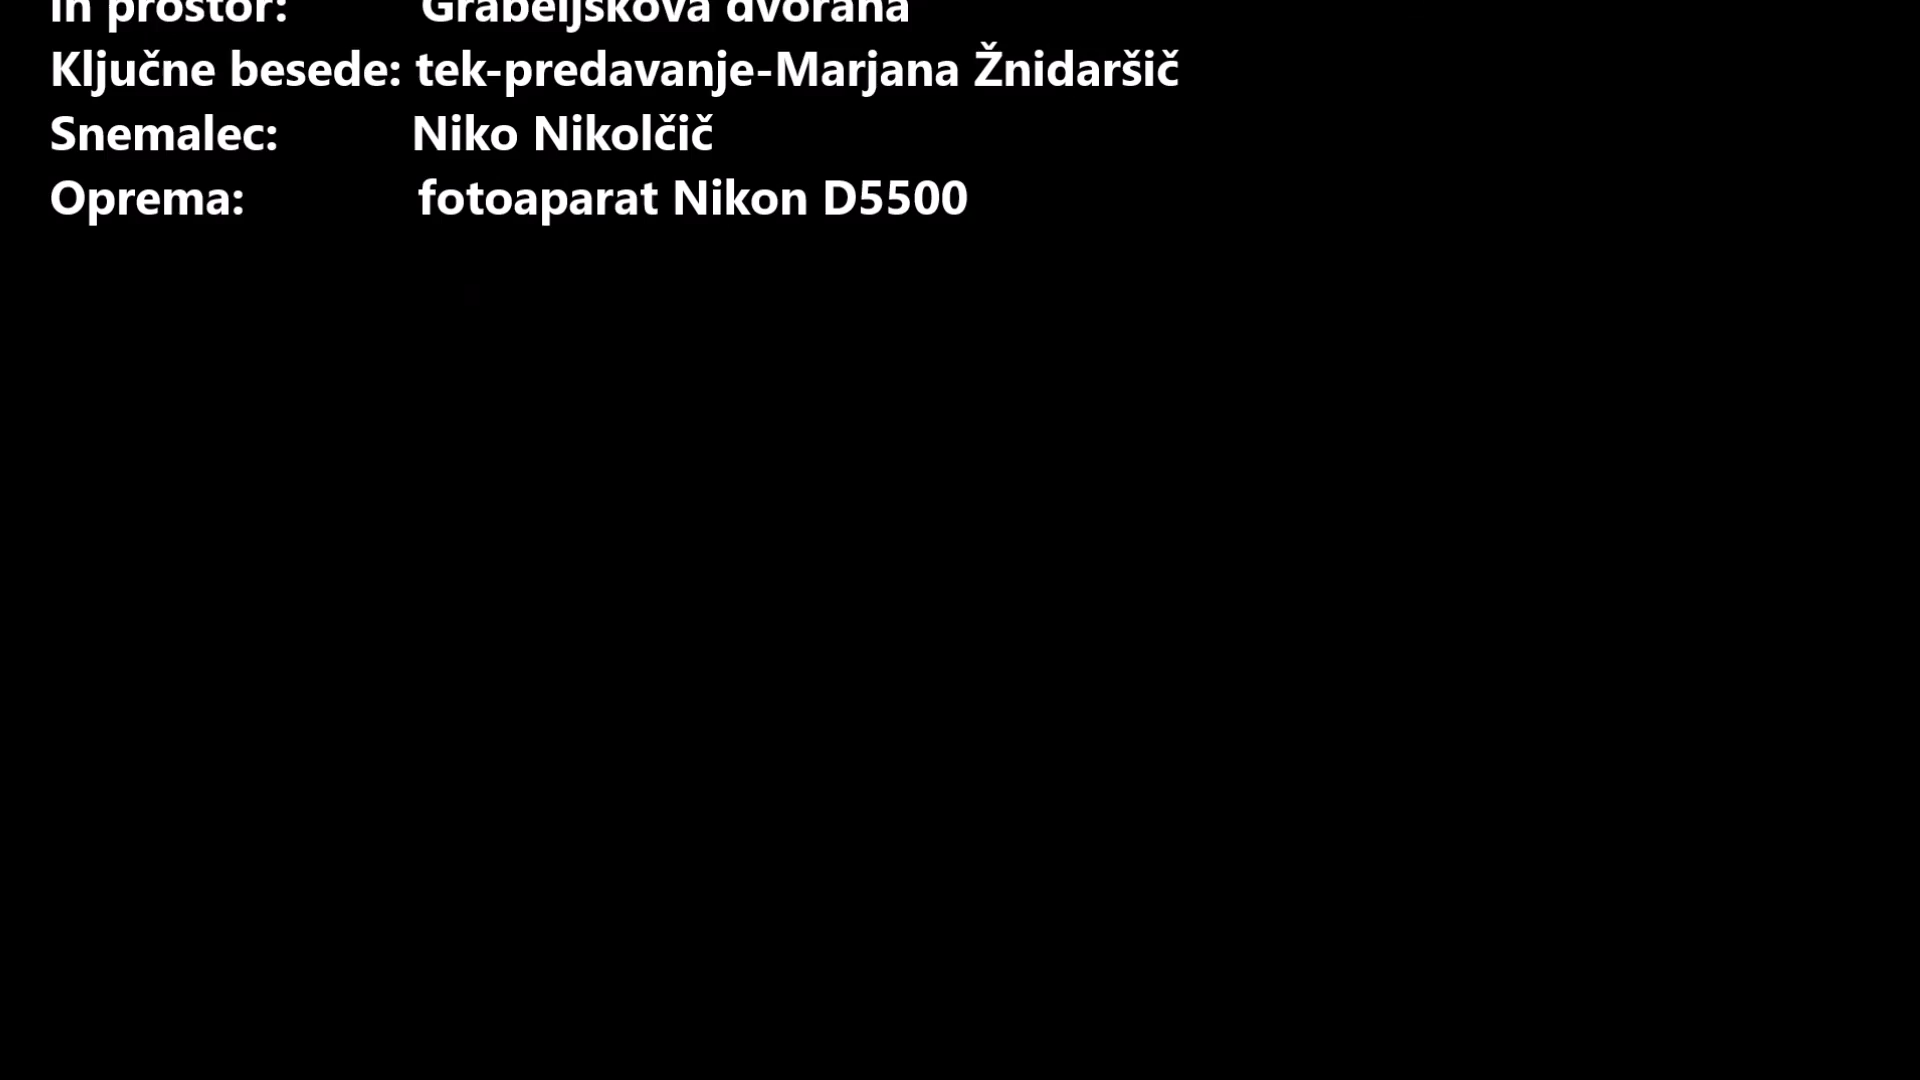 in prostor: Grabeljškova dvorana
Ključne besede: tek-predavanje-Marjana Žnidaršič
Snemalec: Niko Nikolčič
Oprema: fotoaparat Nikon D5500